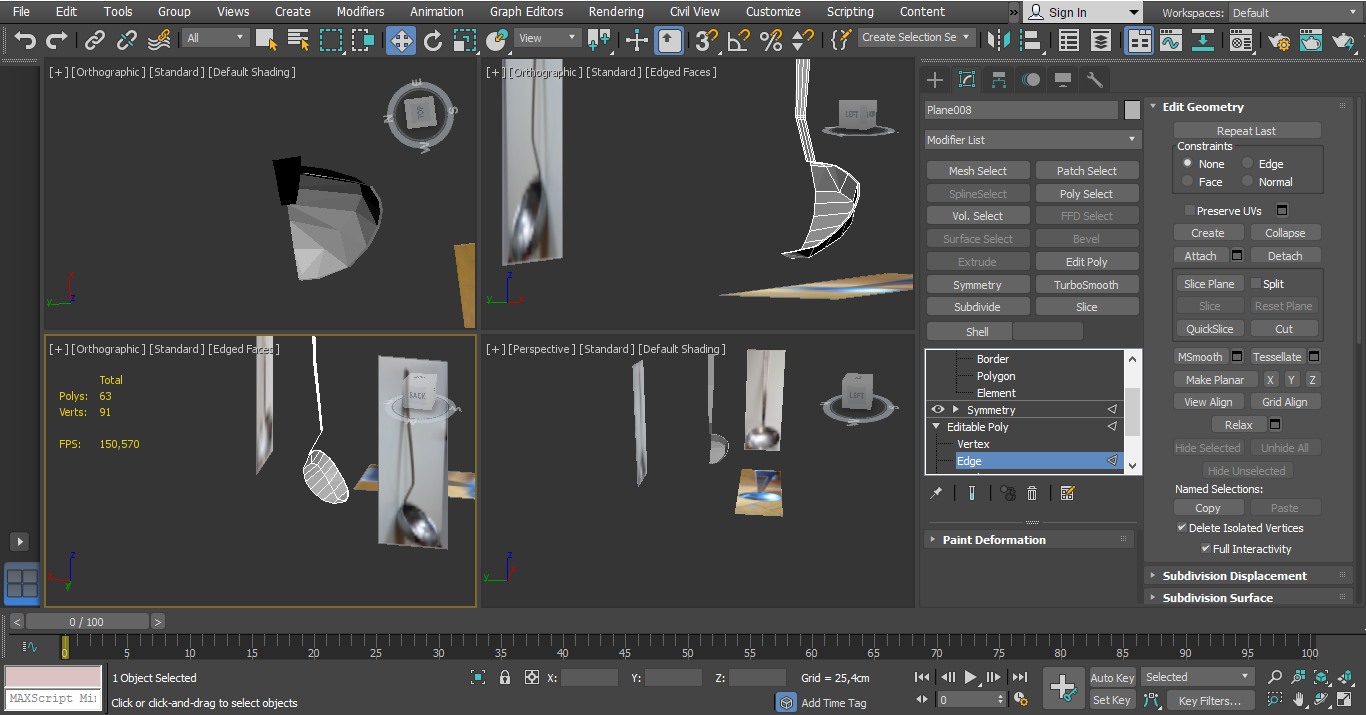 File Edit Tools Group Views Create Modifiers Animation Graph Editors Rendering Civil View Customize Scripting Content Sign In Workspaces: Default
All View Create Selection Se
[+] [Orthographic] [Standard] [Default Shading]
[+] [Orthographic] [Standard] [Edged Faces]
TOP
E
S
N
W
LEFT
Plane008
Modifier List
Mesh Select Patch Select
SplineSelect Poly Select
Vol. Select FFD Select
Surface Select Bevel
Extrude Edit Poly
Symmetry TurboSmooth
Subdivide Slice
Shell
Border
Polygon
Element
Symmetry
Editable Poly
Vertex
Edge
Paint Deformation
Edit Geometry
Repeat Last
Constraints
None Edge
Face Normal
Preserve UVs
Create Collapse
Attach Detach
Slice Plane Split
Slice Reset Plane
QuickSlice Cut
MSmooth Tessellate
Make Planar X Y Z
View Align Grid Align
Relax
Hide Selected Unhide All
Hide Unselected
Named Selections:
Copy Paste
Delete Isolated Vertices
Full Interactivity
Subdivision Displacement
Subdivision Surface
[+] [Orthographic] [Standard] [Edged Faces]
Total
Polys: 63
Verts: 91
FPS: 150,570
BACK
[+] [Perspective] [Standard] [Default Shading]
LEFT
z
x
y
0 / 100
0 5 10 15 20 25 30 35 40 45 50 55 60 65 70 75 80 85 90 95 100
1 Object Selected X: Y: Z: Grid = 25,4cm Auto Key Selected
MAXScript Mi
Click or click-and-drag to select objects Add Time Tag 0 Set Key Key Filters...